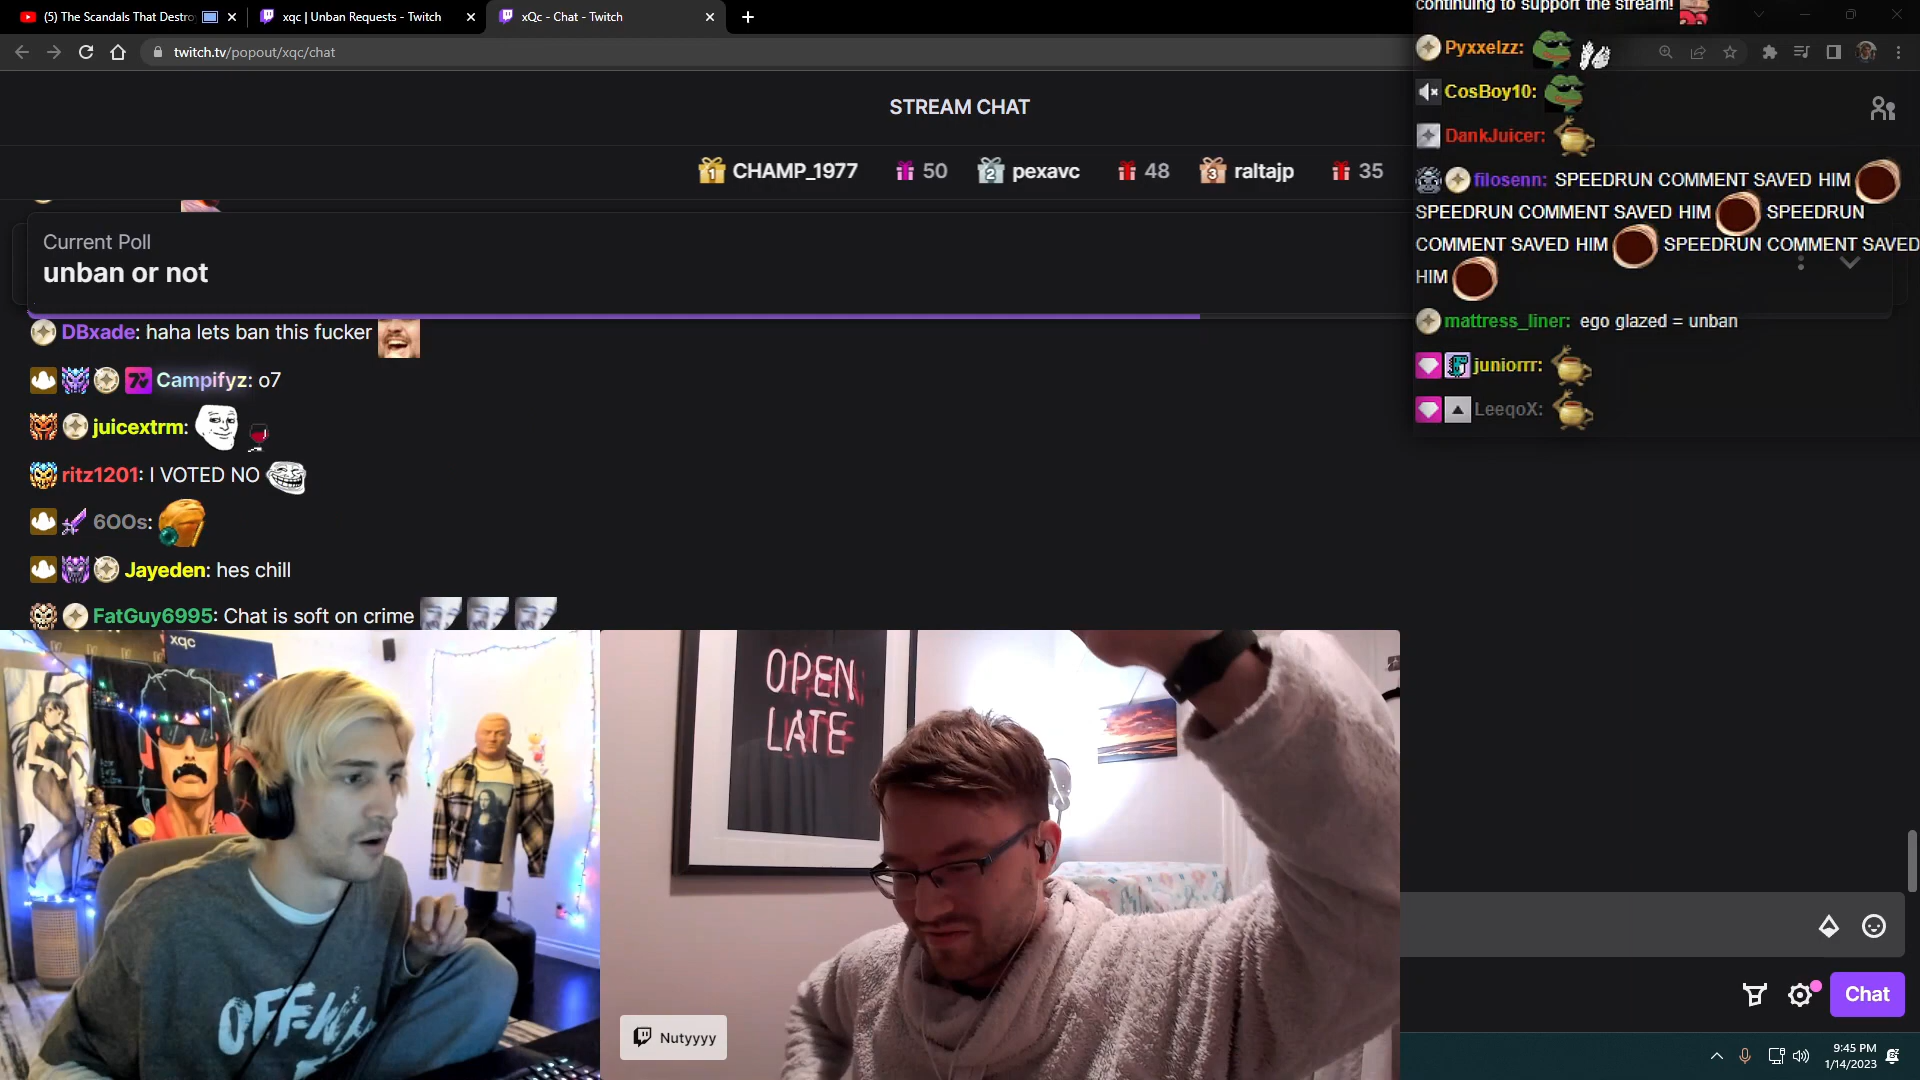 (5) The Scandals That Destro
xqc | Unban Requests - Twitch
xQc - Chat - Twitch
twitch.tv/popout/xqc/chat
STREAM CHAT
1 CHAMP_1977 50 2 pexavc 48 3 raltajp 35
Current Poll
unban or not
DBxade: haha lets ban this fucker
Campifyz: o7
juicextrm:
ritz1201: I VOTED NO
6OOs:
Jayeden: hes chill
FatGuy6995: Chat is soft on crime
continuing to support the stream!
Pyxxelzz:
CosBoy10:
DankJuicer:
filosenn: SPEEDRUN COMMENT SAVED HIM
SPEEDRUN COMMENT SAVED HIM SPEEDRUN
COMMENT SAVED HIM SPEEDRUN COMMENT SAVED
HIM
mattress_liner: ego glazed = unban
juniorrr:
LeeqoX:
xqc
OPEN
LATE
Nutyyyy
Chat
9:45 PM
1/14/2023